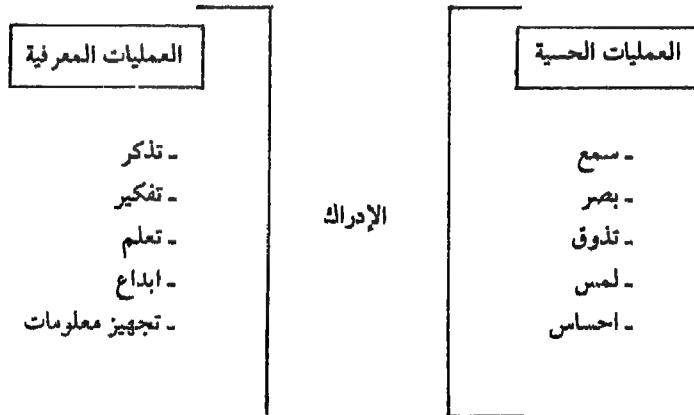 العمليات الحسية
- سمع
- بصر
- تذوق
- لمس
- احساس
الإدراك
العمليات المعرفية
- تذكر
- تفكير
- تعلم
- ابداع
- تجهيز معلومات